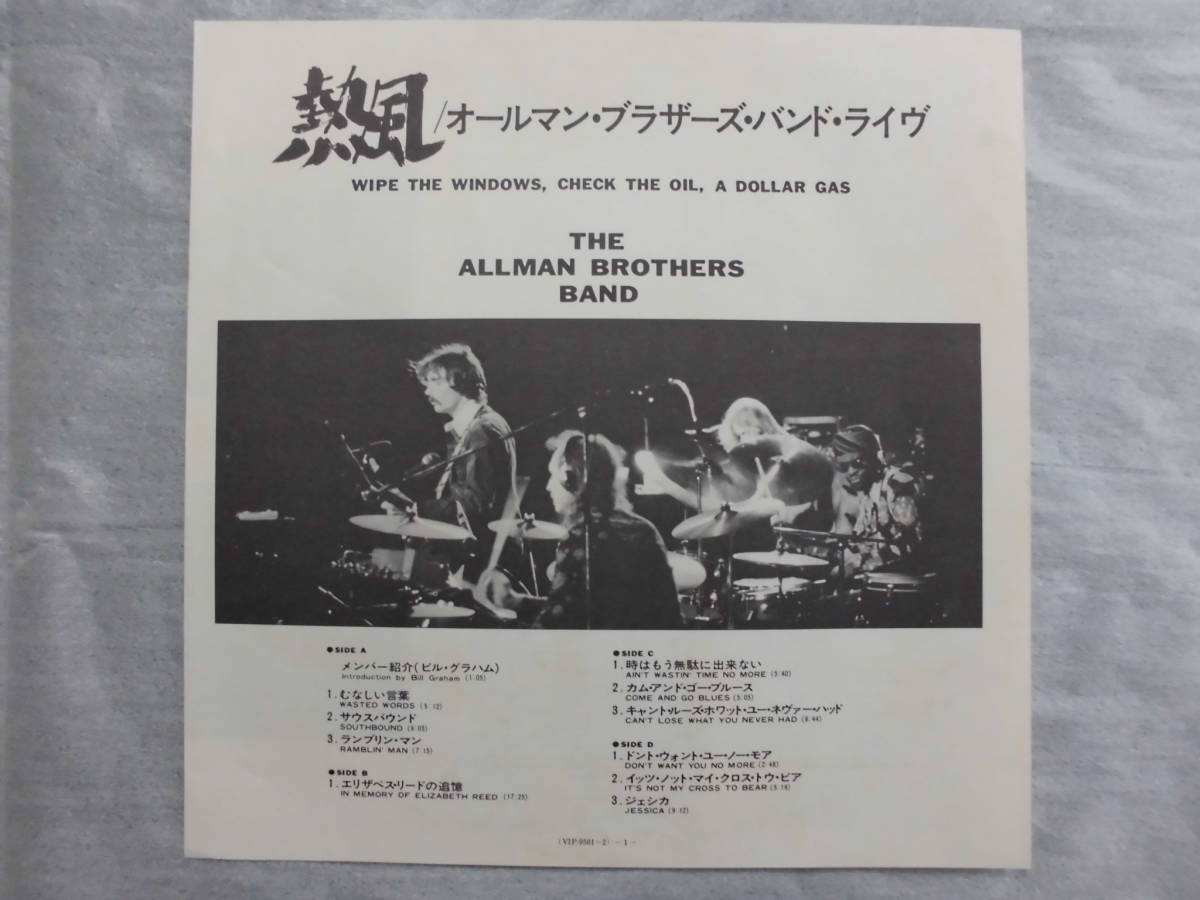 熱風/オールマン・ブラザーズ・バンド・ライヴ
WIPE THE WINDOWS, CHECK THE OIL, A DOLLAR GAS
THE
ALLMAN BROTHERS
BAND
●SIDE A
メンバー紹介(ビル・グラハム)
Introduction by Bill Graham (1:05)
1. むなしい言葉
WASTED WORDS (5:12)
2. サウスバウンド
SOUTHBOUND (6:03)
3. ランブリン・マン
RAMBLIN' MAN (7:15)
●SIDE B
1. エリザベス・リードの追憶
IN MEMORY OF ELIZABETH REED (17:25)
●SIDE C
1. 時はもう無駄に出来ない
AIN'T WASTIN' TIME NO MORE (5:40)
2. カム・アンド・ゴー・ブルース
COME AND GO BLUES (5:05)
3. キャント・ルーズ・ホワット・ユー・ネヴァー・ハッド
CAN'T LOSE WHAT YOU NEVER HAD (6:44)
●SIDE D
1. ドント・ウォント・ユー・ノー・モア
DON'T WANT YOU NO MORE (2:48)
2. イッツ・ノット・マイ・クロス・トゥ・ベア
IT'S NOT MY CROSS TO BEAR (5:16)
3. ジェシカ
JESSICA (9:12)
(VIP-9501~2) - 1 -